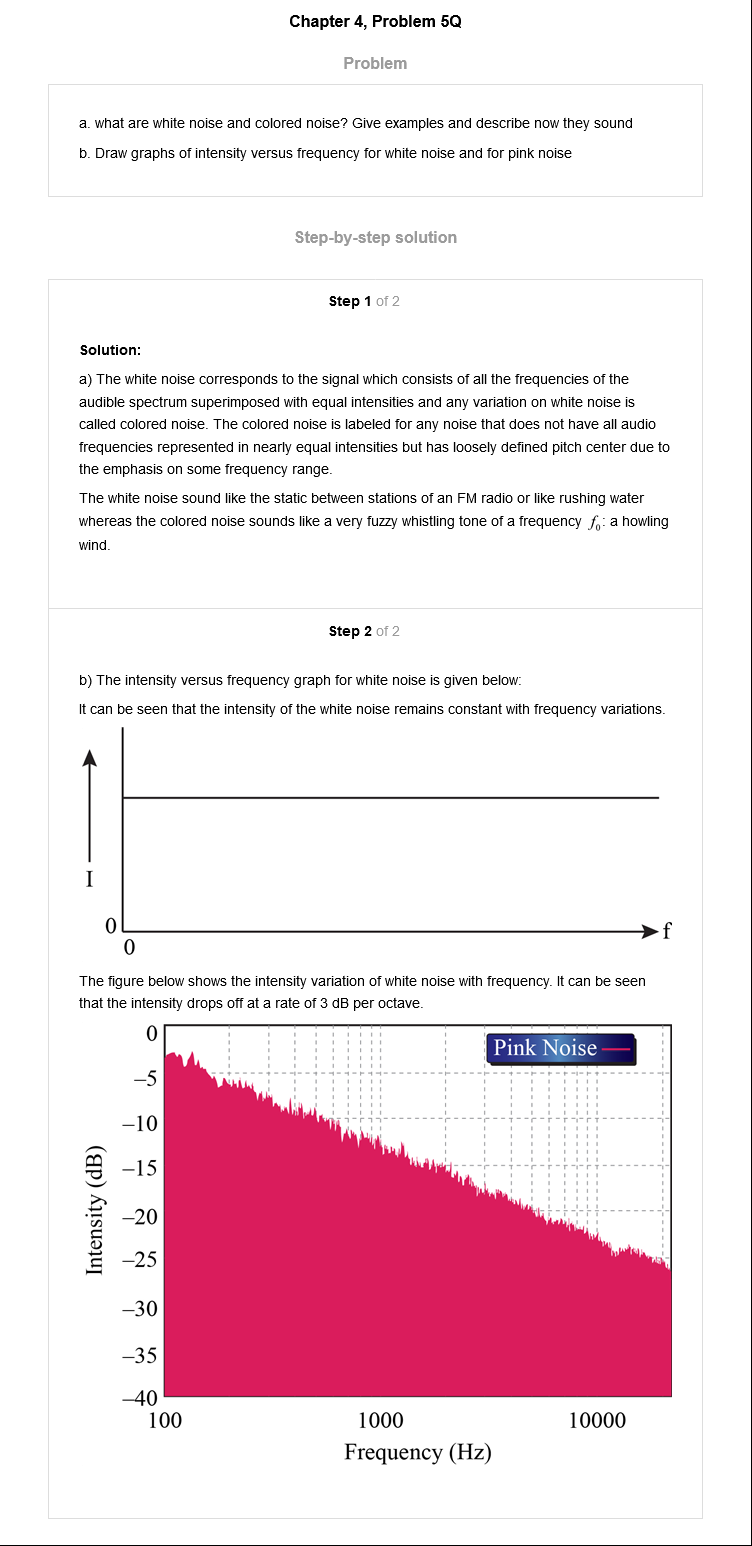 Chapter 4, Problem 5Q
Problem
a. what are white noise and colored noise? Give examples and describe now they sound
b. Draw graphs of intensity versus frequency for white noise and for pink noise
Step-by-step solution
Step 1 of 2
Solution:
a) The white noise corresponds to the signal which consists of all the frequencies of the
audible spectrum superimposed with equal intensities and any variation on white noise is
called colored noise. The colored noise is labeled for any noise that does not have all audio
frequencies represented in nearly equal intensities but has loosely defined pitch center due to
the emphasis on some frequency range.
The white noise sound like the static between stations of an FM radio or like rushing water
whereas the colored noise sounds like a very fuzzy whistling tone of a frequency f₀: a howling
wind.
Step 2 of 2
b) The intensity versus frequency graph for white noise is given below:
It can be seen that the intensity of the white noise remains constant with frequency variations.
I
0
0
f
The figure below shows the intensity variation of white noise with frequency. It can be seen
that the intensity drops off at a rate of 3 dB per octave.
Pink Noise
Intensity (dB)
0
–5
–10
–15
–20
–25
–30
–35
–40
100 1000 10000
Frequency (Hz)